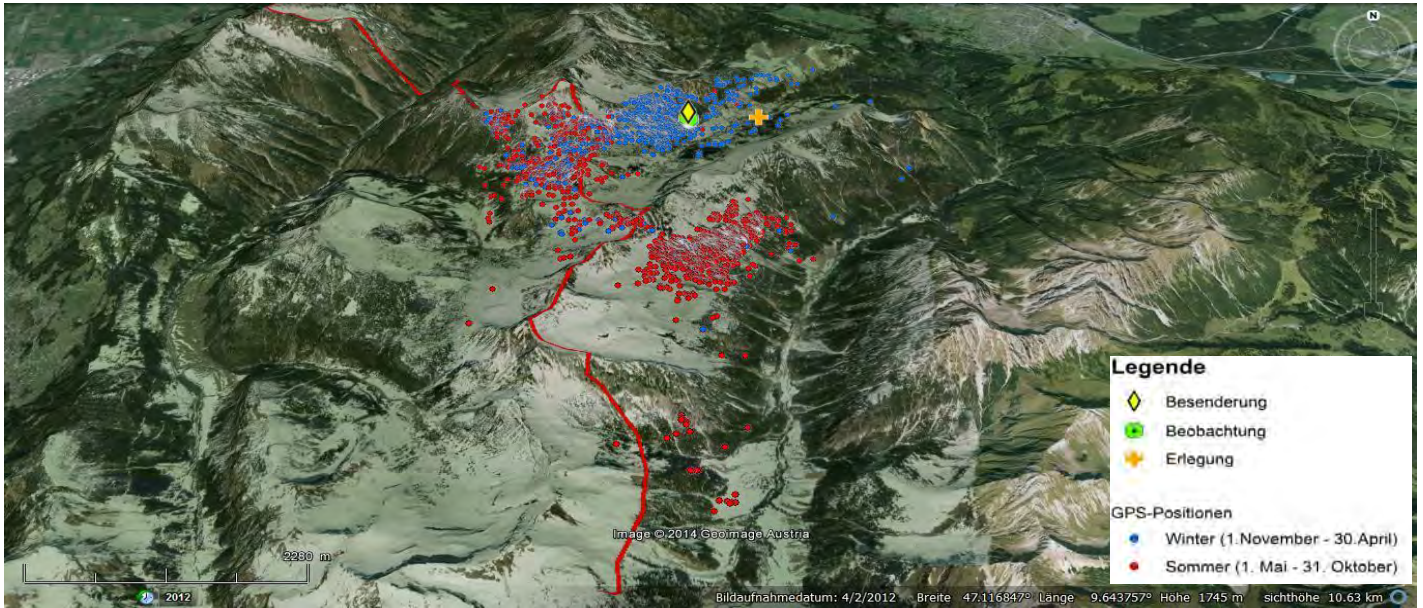 N
Legende
Besenderung
Beobachtung
Erlegung
GPS-Positionen
Winter (1.November - 30.April)
Sommer (1. Mai - 31. Oktober)
Image © 2014 Geoimage Austria
2280 m
2012
Bildaufnahmedatum: 4/2/2012 Breite 47.116847° Länge 9.643757° Höhe 1745 m sichthöhe 10.63 km